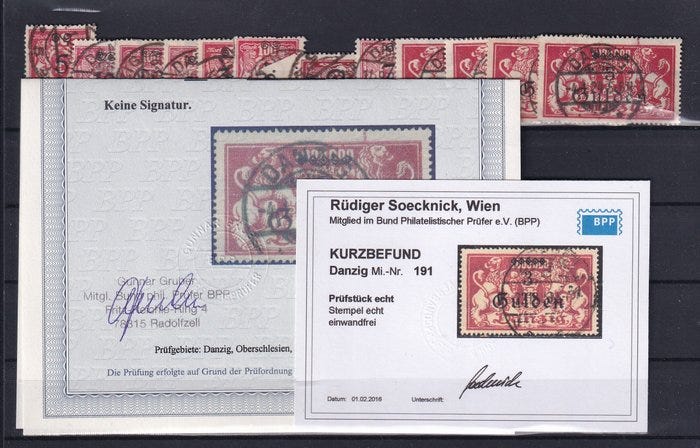 Keine Signatur.
Gunnar Gruber
Mitgl. Bund phil. Prüfer BPP
78315 Radolfzell
Prüfgebiete: Danzig, Oberschlesien,
Die Prüfung erfolgte auf Grund der Prüfordnung
Rüdiger Soecknick, Wien
Mitglied im Bund Philatelistischer Prüfer e.V. (BPP)
BPP
KURZBEFUND
Danzig Mi.-Nr. 191
Prüfstück echt
Stempel echt
einwandfrei
Gulden
Datum: 01.02.2016 Unterschrift: